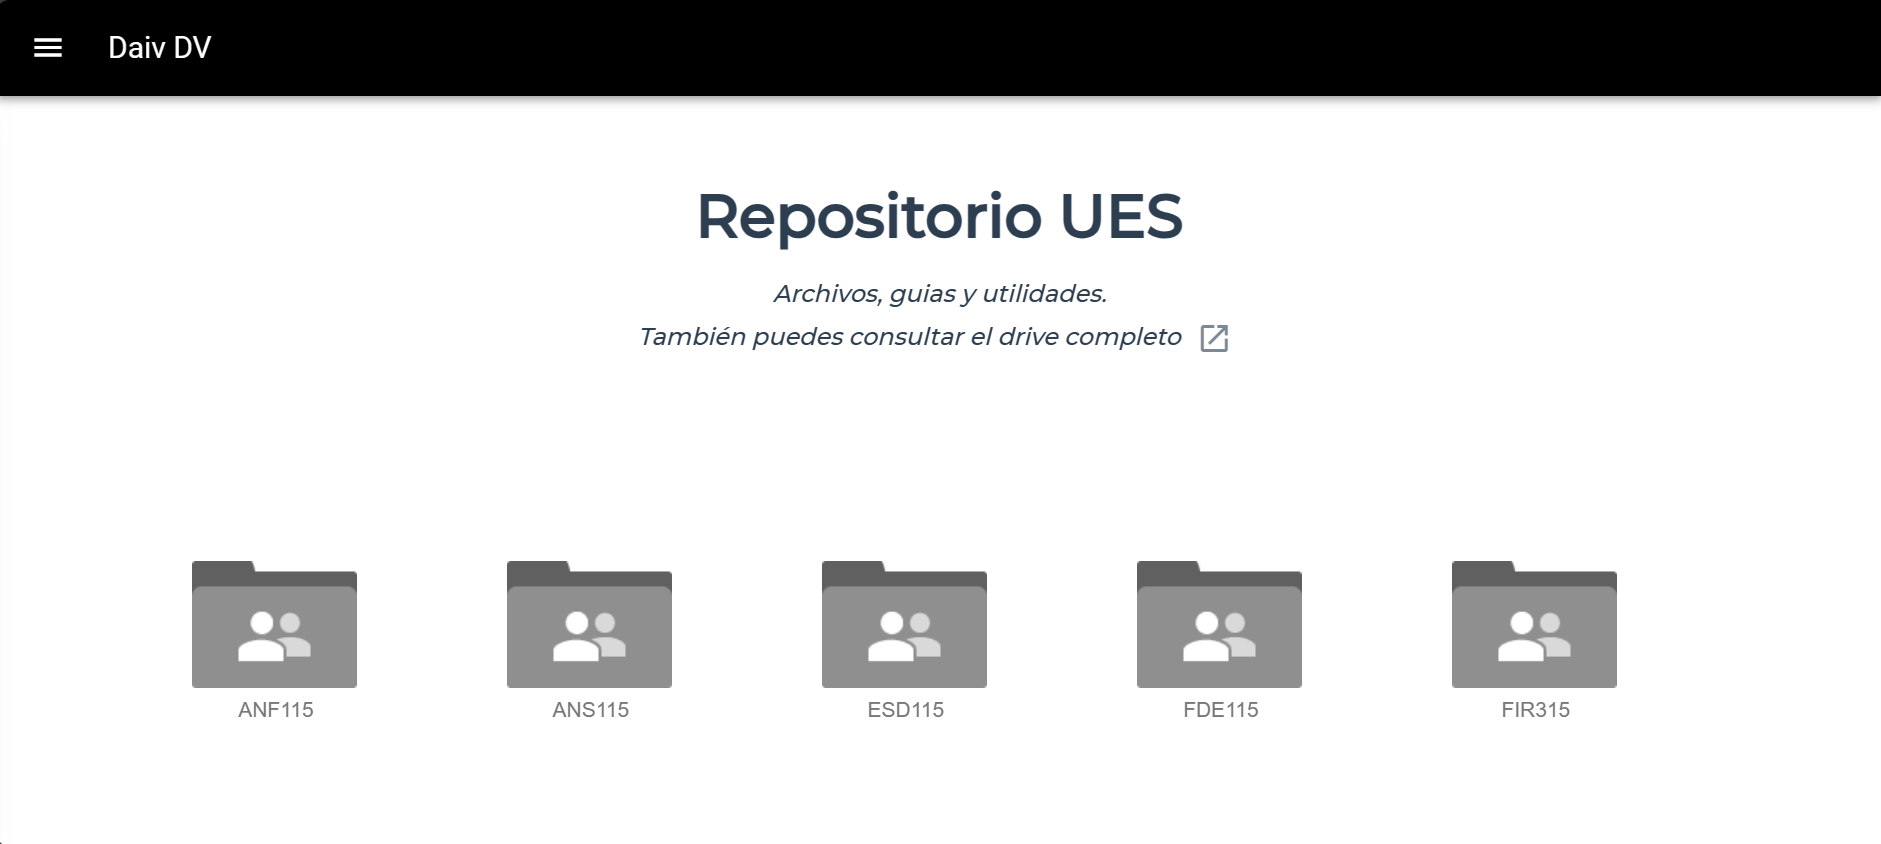 Daiv DV
Repositorio UES
Archivos, guias y utilidades.
También puedes consultar el drive completo
ANF115
ANS115
ESD115
FDE115
FIR315